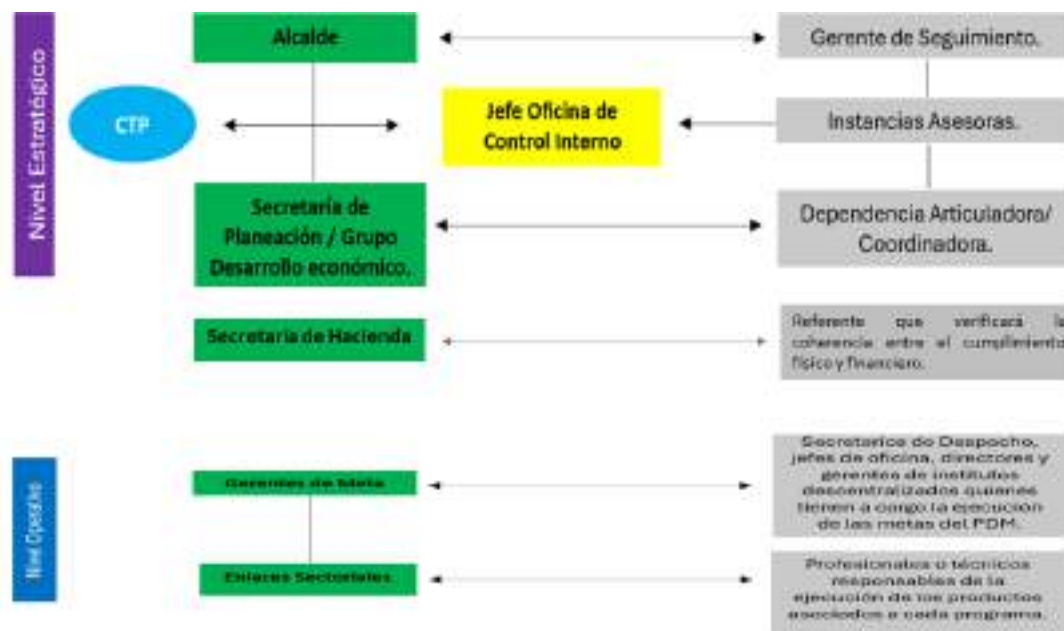 Nivel Estratégico
Alcalde
Gerente de Seguimiento.
CTP
Jefe Oficina de
Control Interno
Instancias Asesoras.
Secretaría de
Planeación / Grupo
Desarrollo económico.
Dependencia Articuladora/
Coordinadora.
Secretaría de Hacienda
Referente que verificará la
coherencia entre el cumplimiento
físico y financiero.
Nivel Operativo
Gerentes de Meta
Secretarios de Despacho,
jefes de oficina, directores y
gerentes de institutos
descentralizados quienes
tienen a cargo la ejecución
de las metas del PDM.
Enlaces Sectoriales
Profesionales o técnicos
responsables de la
ejecución de los productos
asociados a cada programa.